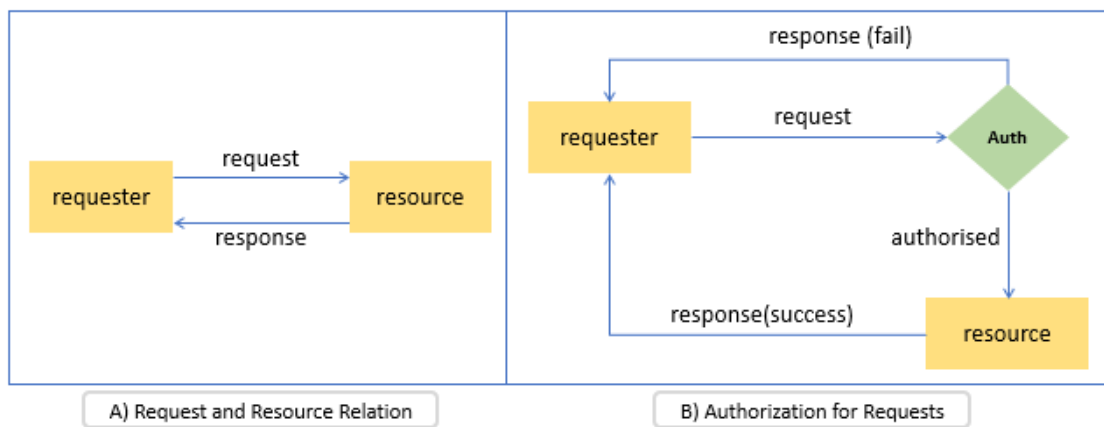 request
requester
resource
response
A) Request and Resource Relation
response (fail)
requester
request
Auth
authorised
response(success)
resource
B) Authorization for Requests